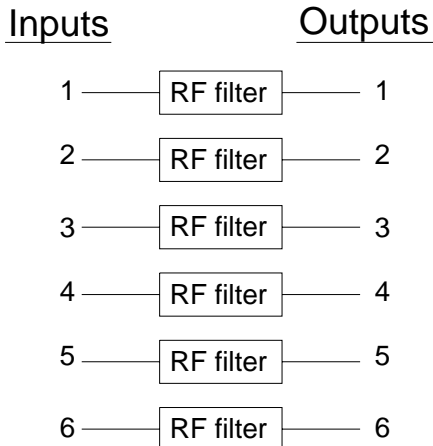 Inputs Outputs
1 RF filter 1
2 RF filter 2
3 RF filter 3
4 RF filter 4
5 RF filter 5
6 RF filter 6